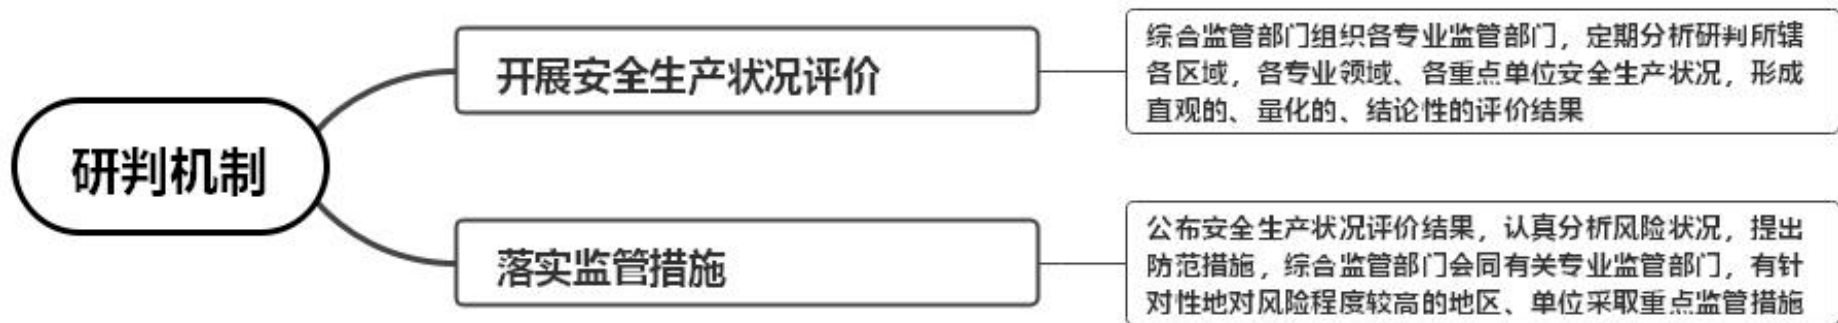 研判机制
开展安全生产状况评价
综合监管部门组织各专业监管部门，定期分析研判所辖
各区域，各专业领域、各重点单位安全生产状况，形成
直观的、量化的、结论性的评价结果
落实监管措施
公布安全生产状况评价结果，认真分析风险状况，提出
防范措施，综合监管部门会同有关专业监管部门，有针
对性地对风险程度较高的地区、单位采取重点监管措施